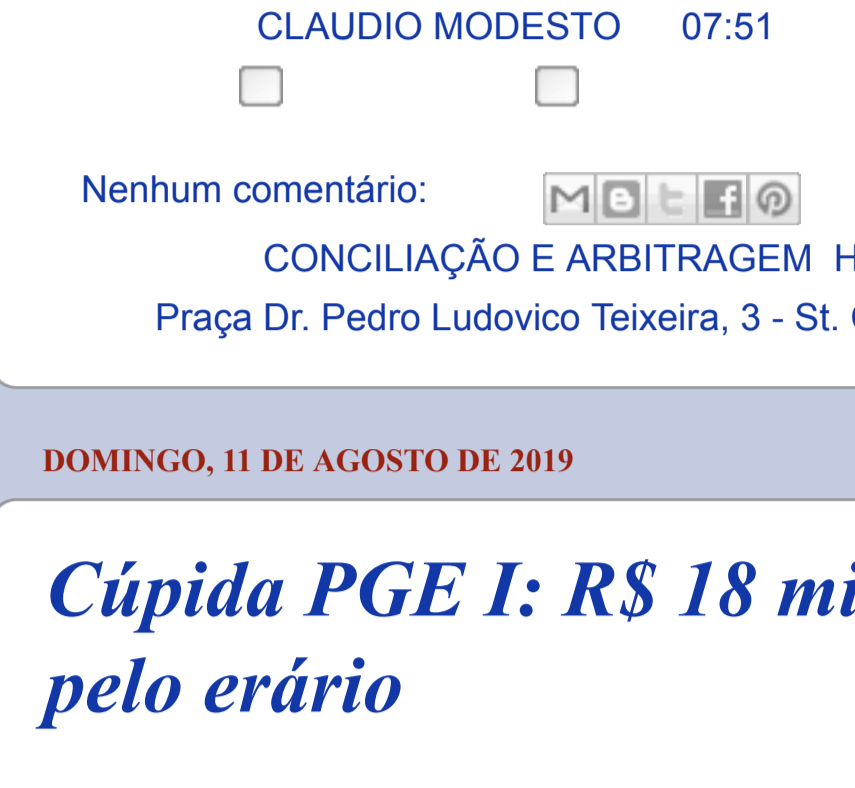 CLAUDIO MODESTO 07:51
Nenhum comentário:
CONCILIAÇÃO E ARBITRAGEM H
Praça Dr. Pedro Ludovico Teixeira, 3 - St.
DOMINGO, 11 DE AGOSTO DE 2019
Cúpida PGE I: R$ 18 mi
pelo erário